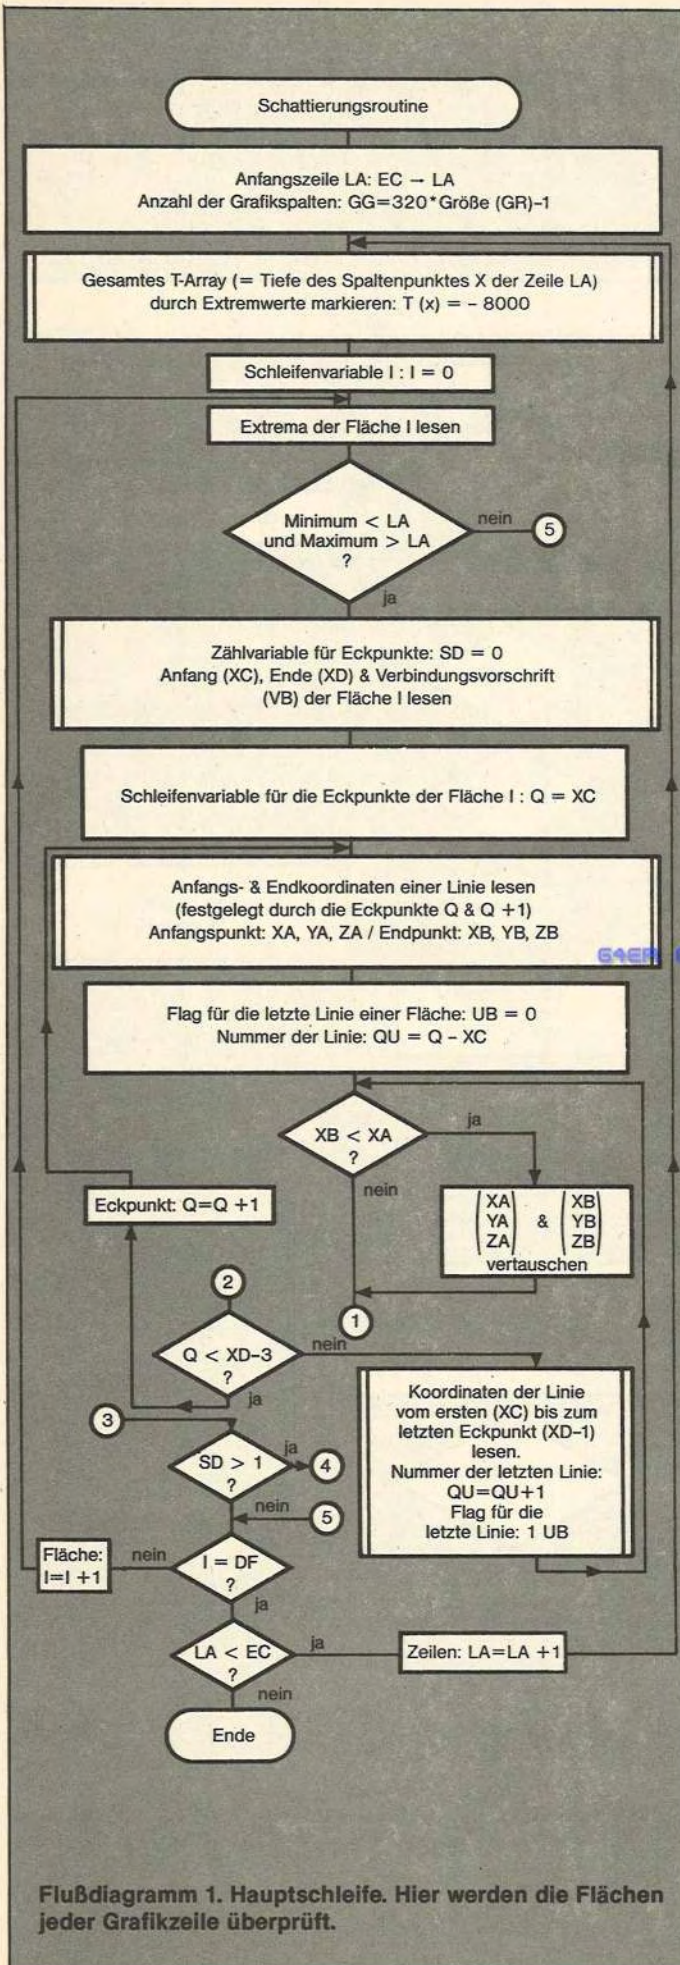 Schattierungsroutine
Anfangszeile LA: EC → LA
Anzahl der Grafikspalten: GG=320*Größe (GR)-1
Gesamtes T-Array (= Tiefe des Spaltenpunktes X der Zeile LA)
durch Extremwerte markieren: T (x) = - 8000
Schleifenvariable I : I = 0
Extrema der Fläche I lesen
Minimum < LA
und Maximum > LA
?
nein
5
ja
Zählvariable für Eckpunkte: SD = 0
Anfang (XC), Ende (XD) & Verbindungsvorschrift
(VB) der Fläche I lesen
Schleifenvariable für die Eckpunkte der Fläche I : Q = XC
Anfangs- & Endkoordinaten einer Linie lesen
(festgelegt durch die Eckpunkte Q & Q +1)
Anfangspunkt: XA, YA, ZA / Endpunkt: XB, YB, ZB
64ER
Flag für die letzte Linie einer Fläche: UB = 0
Nummer der Linie: QU = Q – XC
XB < XA
?
ja
nein
(XA) & (XB)
(YA) (YB)
(ZA) (ZB)
vertauschen
Eckpunkt: Q=Q +1
2
1
Q < XD–3
?
nein
ja
Koordinaten der Linie
vom ersten (XC) bis zum
letzten Eckpunkt (XD–1)
lesen.
Nummer der letzten Linie:
QU=QU+1
Flag für die
letzte Linie: 1 UB
3
SD > 1
?
ja
4
nein
5
I = DF
?
nein
Fläche:
I=I +1
ja
LA < EC
?
ja
Zeilen: LA=LA +1
nein
Ende
Flußdiagramm 1. Hauptschleife. Hier werden die Flächen
jeder Grafikzeile überprüft.